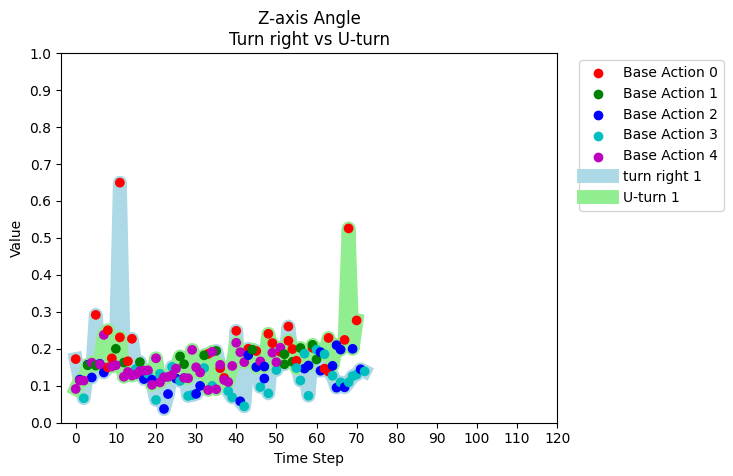 Z-axis Angle
Turn right vs U-turn
1.0
0.9
0.8
0.7
0.6
0.5
0.4
0.3
0.2
0.1
0.0
Value
0 10 20 30 40 50 60 70 80 90 100 110 120
Time Step
Base Action 0
Base Action 1
Base Action 2
Base Action 3
Base Action 4
turn right 1
U-turn 1